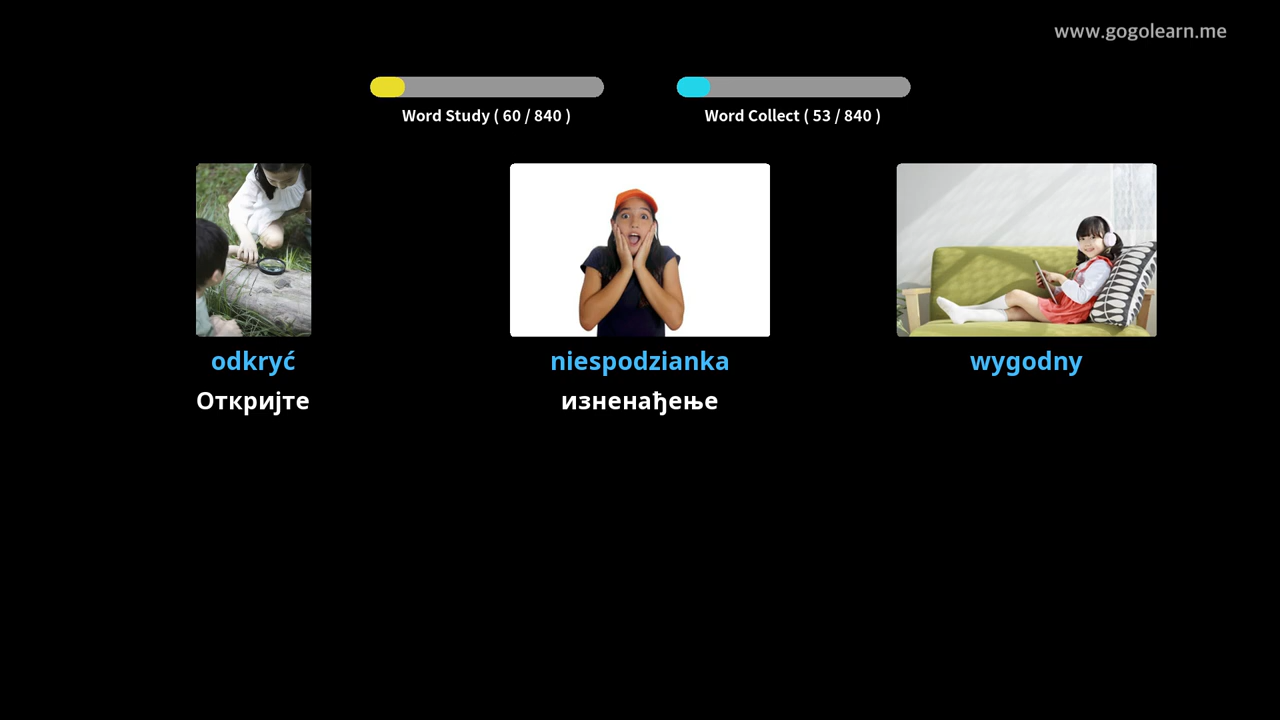 www.gogolearn.me
Word Study ( 60 / 840 )
Word Collect ( 53 / 840 )
odkryć
Откријте
niespodzianka
изненађење
wygodny